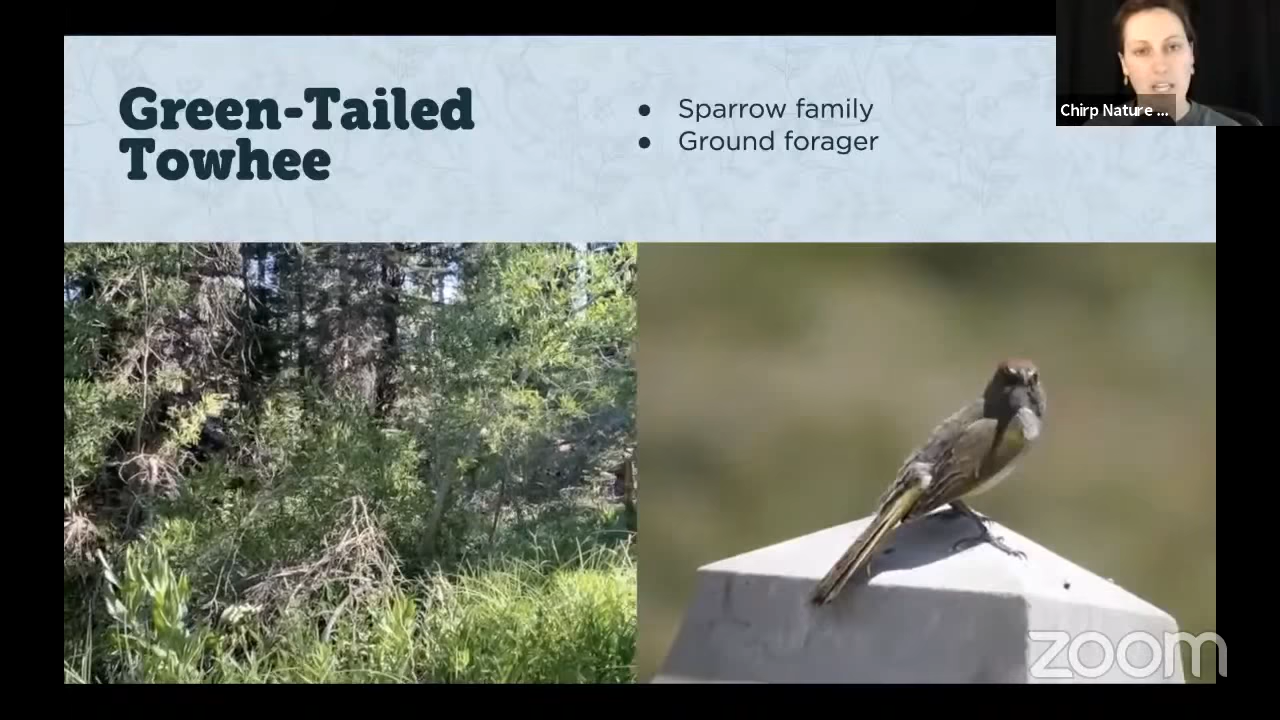 Green-Tailed
Towhee
● Sparrow family
● Ground forager
Chirp Nature ...
zoom